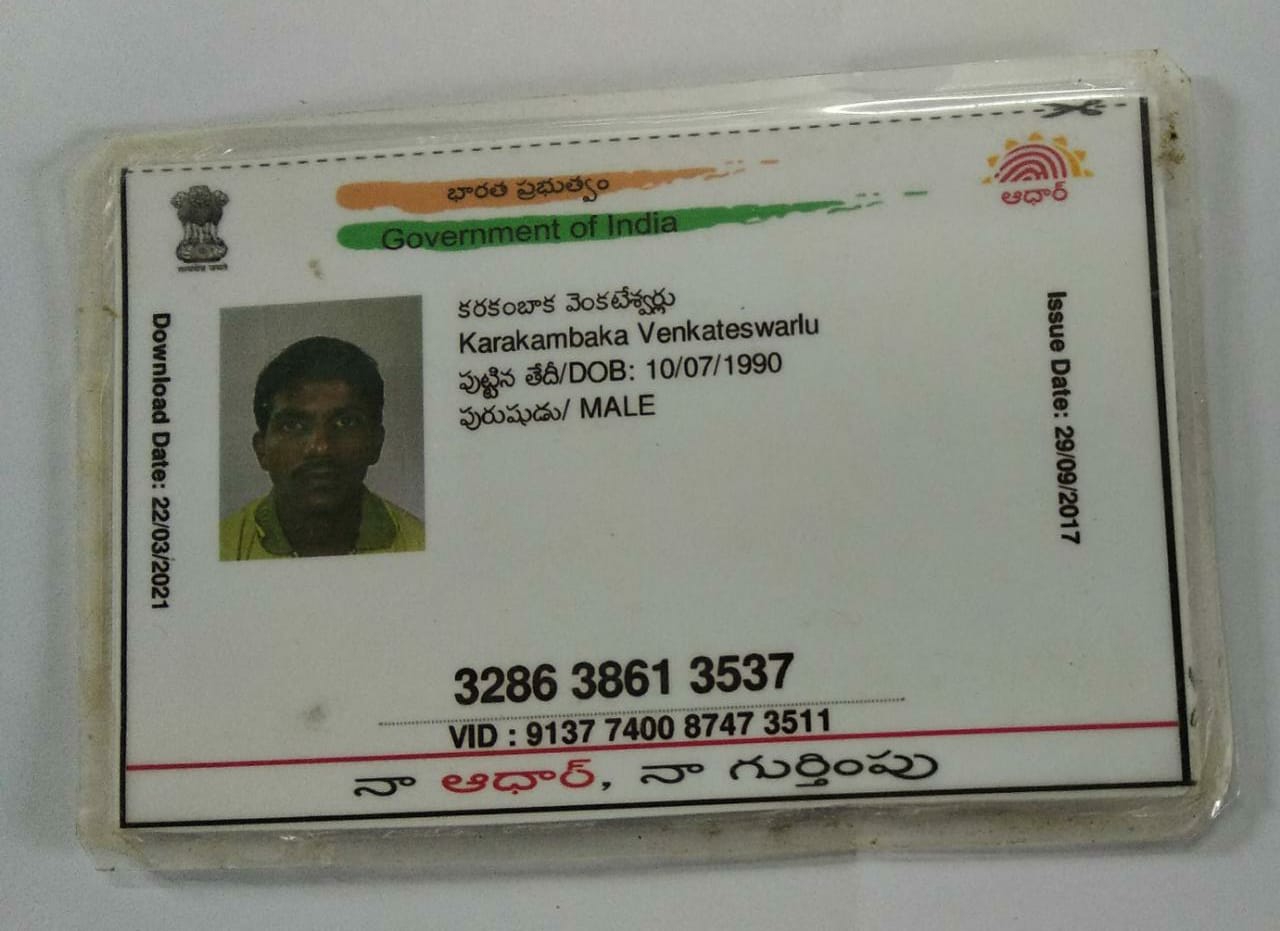 భారత ప్రభుత్వం
Government of India
ఆధార్
కరకంబాక వెంకటేశ్వర్లు
Karakambaka Venkateswarlu
పుట్టిన తేదీ/DOB: 10/07/1990
పురుషుడు/ MALE
Download Date: 22/03/2021
Issue Date: 29/09/2017
3286 3861 3537
VID : 9137 7400 8747 3511
నా ఆధార్, నా గుర్తింపు